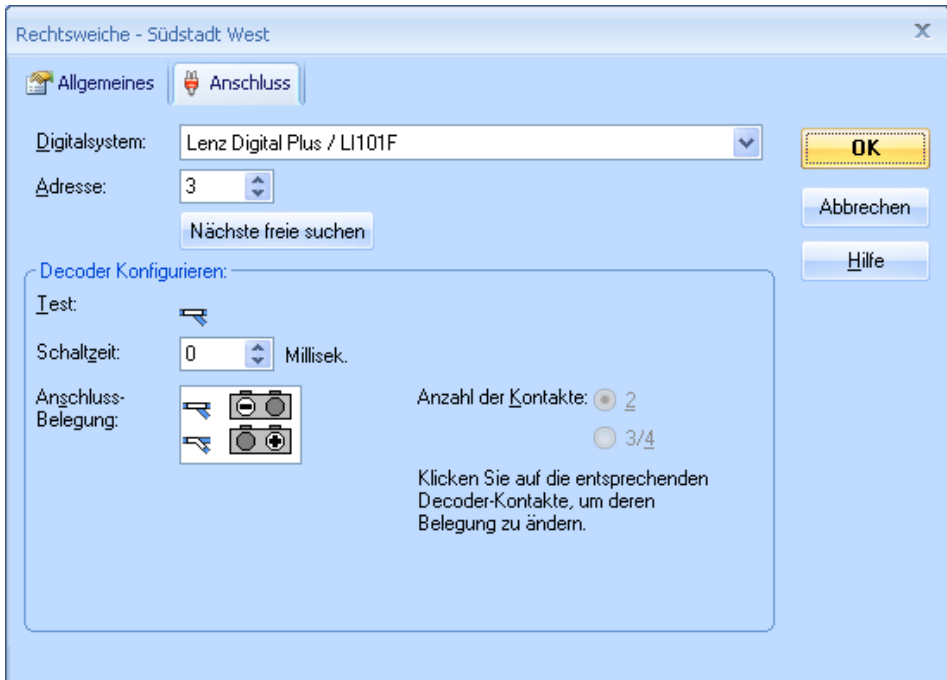 Rechtsweiche - Südstadt West
Allgemeines
Anschluss
Digitalsystem:
Lenz Digital Plus / LI101F
OK
Adresse:
3
Abbrechen
Nächste freie suchen
Hilfe
Decoder Konfigurieren:
Test:
Schaltzeit:
0
Millisek.
Anschluss-
Belegung:
Anzahl der Kontakte:
2
3/4
Klicken Sie auf die entsprechenden
Decoder-Kontakte, um deren
Belegung zu ändern.